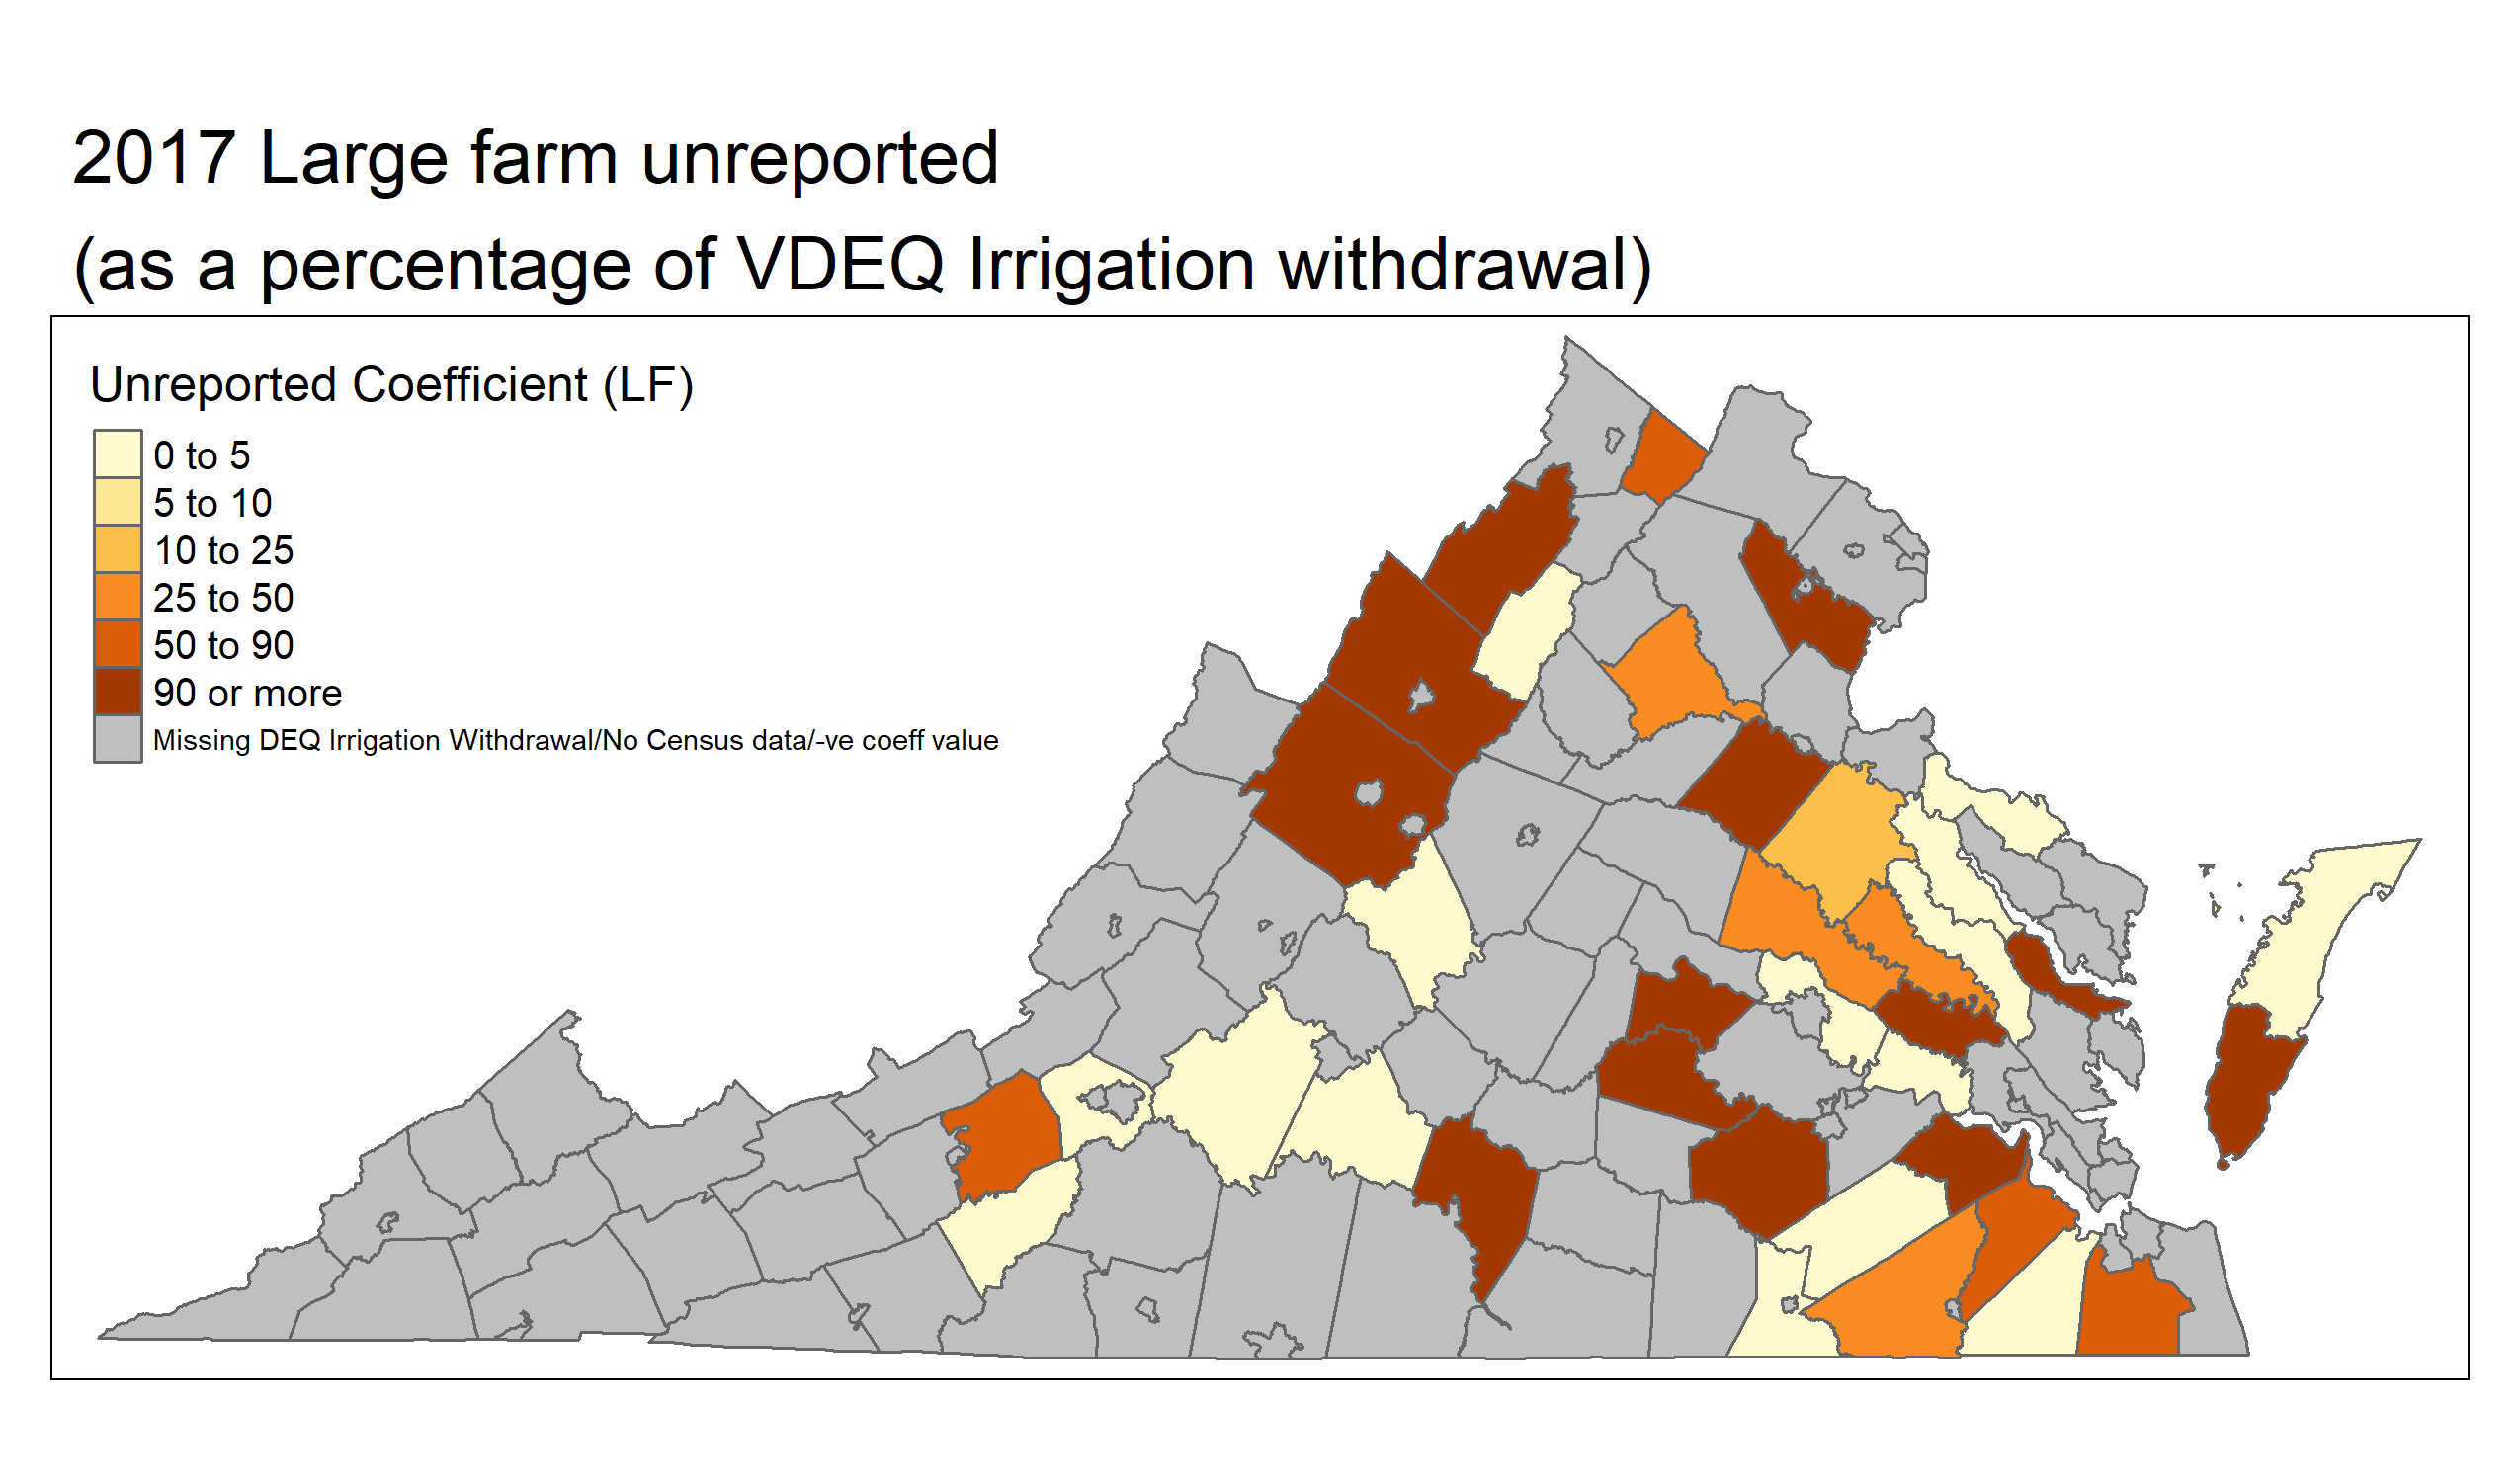 2017 Large farm unreported
(as a percentage of VDEQ Irrigation withdrawal)
Unreported Coefficient (LF)
0 to 5
5 to 10
10 to 25
25 to 50
50 to 90
90 or more
Missing DEQ Irrigation Withdrawal/No Census data/-ve coeff value